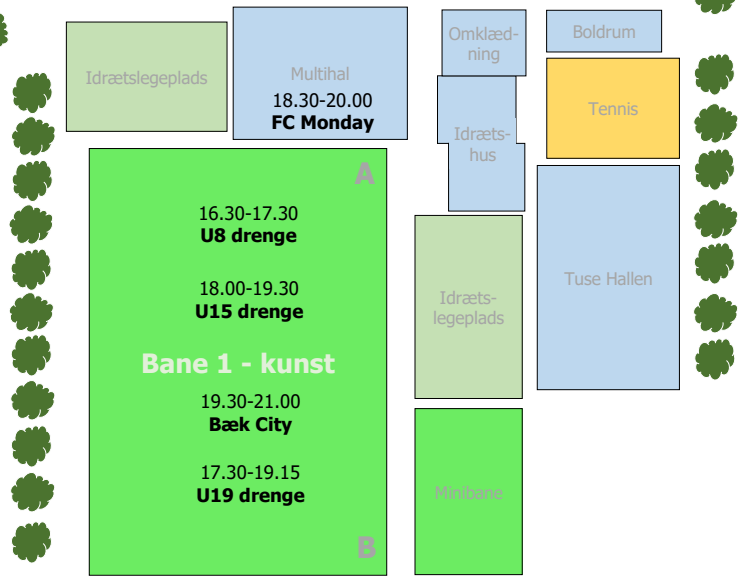 Idrætslegeplads
Multihal
18.30-20.00
FC Monday
Omklæd-
ning
Boldrum
Idræts-
hus
Tennis
A
16.30-17.30
U8 drenge
18.00-19.30
U15 drenge
Bane 1 - kunst
19.30-21.00
Bæk City
17.30-19.15
U19 drenge
B
Idræts-
legeplads
Tuse Hallen
Minibane